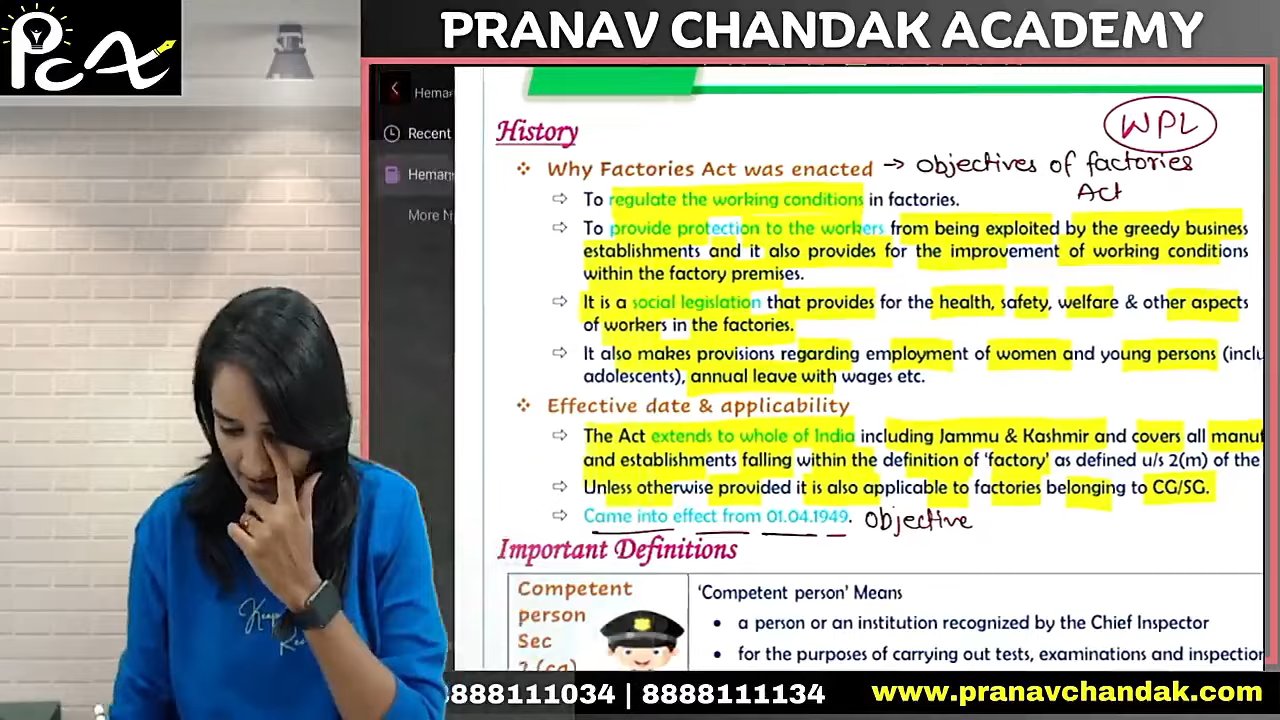 PCA
PRANAV CHANDAK ACADEMY
Recent
History
WPL
Why Factories Act was enacted → objectives of factories
Act
To regulate the working conditions in factories.
To provide protection to the workers from being exploited by the greedy business
establishments and it also provides for the improvement of working conditions
within the factory premises.
It is a social legislation that provides for the health, safety, welfare & other aspects
of workers in the factories.
It also makes provisions regarding employment of women and young persons (inclu
adolescents), annual leave with wages etc.
Effective date & applicability
The Act extends to whole of India including Jammu & Kashmir and covers all manuf
and establishments falling within the definition of 'factory' as defined u/s 2(m) of the
Unless otherwise provided it is also applicable to factories belonging to CG/SG.
Came into effect from 01.04.1949. objective
Important Definitions
Competent
person
Sec
2 (ca)
'Competent person' Means
• a person or an institution recognized by the Chief Inspector
• for the purposes of carrying out tests, examinations and inspection
Keep
8888111034 | 8888111134
www.pranavchandak.com